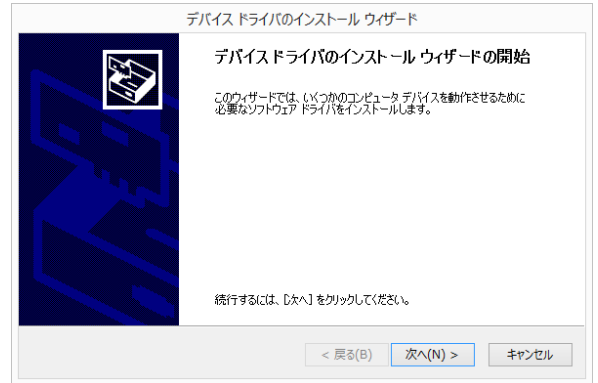 デバイス ドライバのインストール ウィザード
デバイス ドライバのインストール ウィザードの開始
このウィザードでは、いくつかのコンピュータ デバイスを動作させるために
必要なソフトウェア ドライバをインストールします。
続行するには、[次へ] をクリックしてください。
< 戻る(B)
次へ(N) >
キャンセル